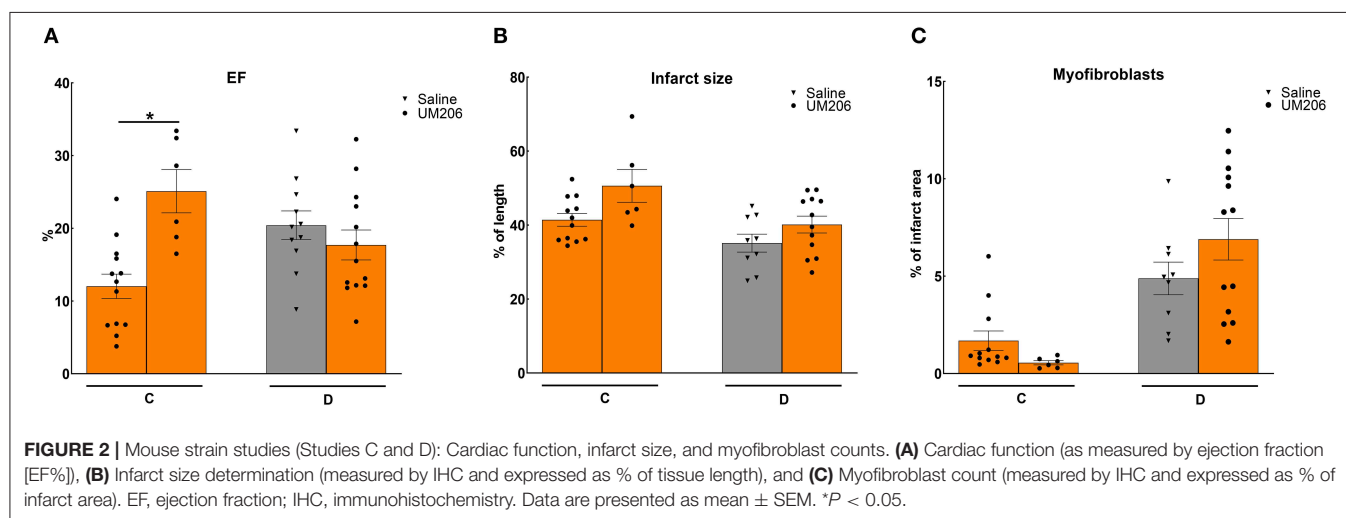 A
EF
40
30
20
10
0
%
*
▼ Saline
● UM206
C
D
B
Infarct size
80
60
40
20
0
% of length
▼ Saline
● UM206
C
D
C
Myofibroblasts
15
10
5
0
% of infarct area
▼ Saline
● UM206
C
D
FIGURE 2 | Mouse strain studies (Studies C and D): Cardiac function, infarct size, and myofibroblast counts. (A) Cardiac function (as measured by ejection fraction
[EF%]), (B) Infarct size determination (measured by IHC and expressed as % of tissue length), and (C) Myofibroblast count (measured by IHC and expressed as % of
infarct area). EF, ejection fraction; IHC, immunohistochemistry. Data are presented as mean ± SEM. *P < 0.05.